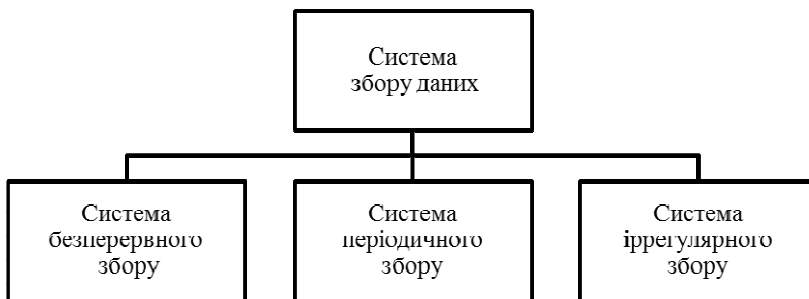 Система
збору даних
Система
безперервного
збору
Система
періодичного
збору
Система
іррегулярного
збору